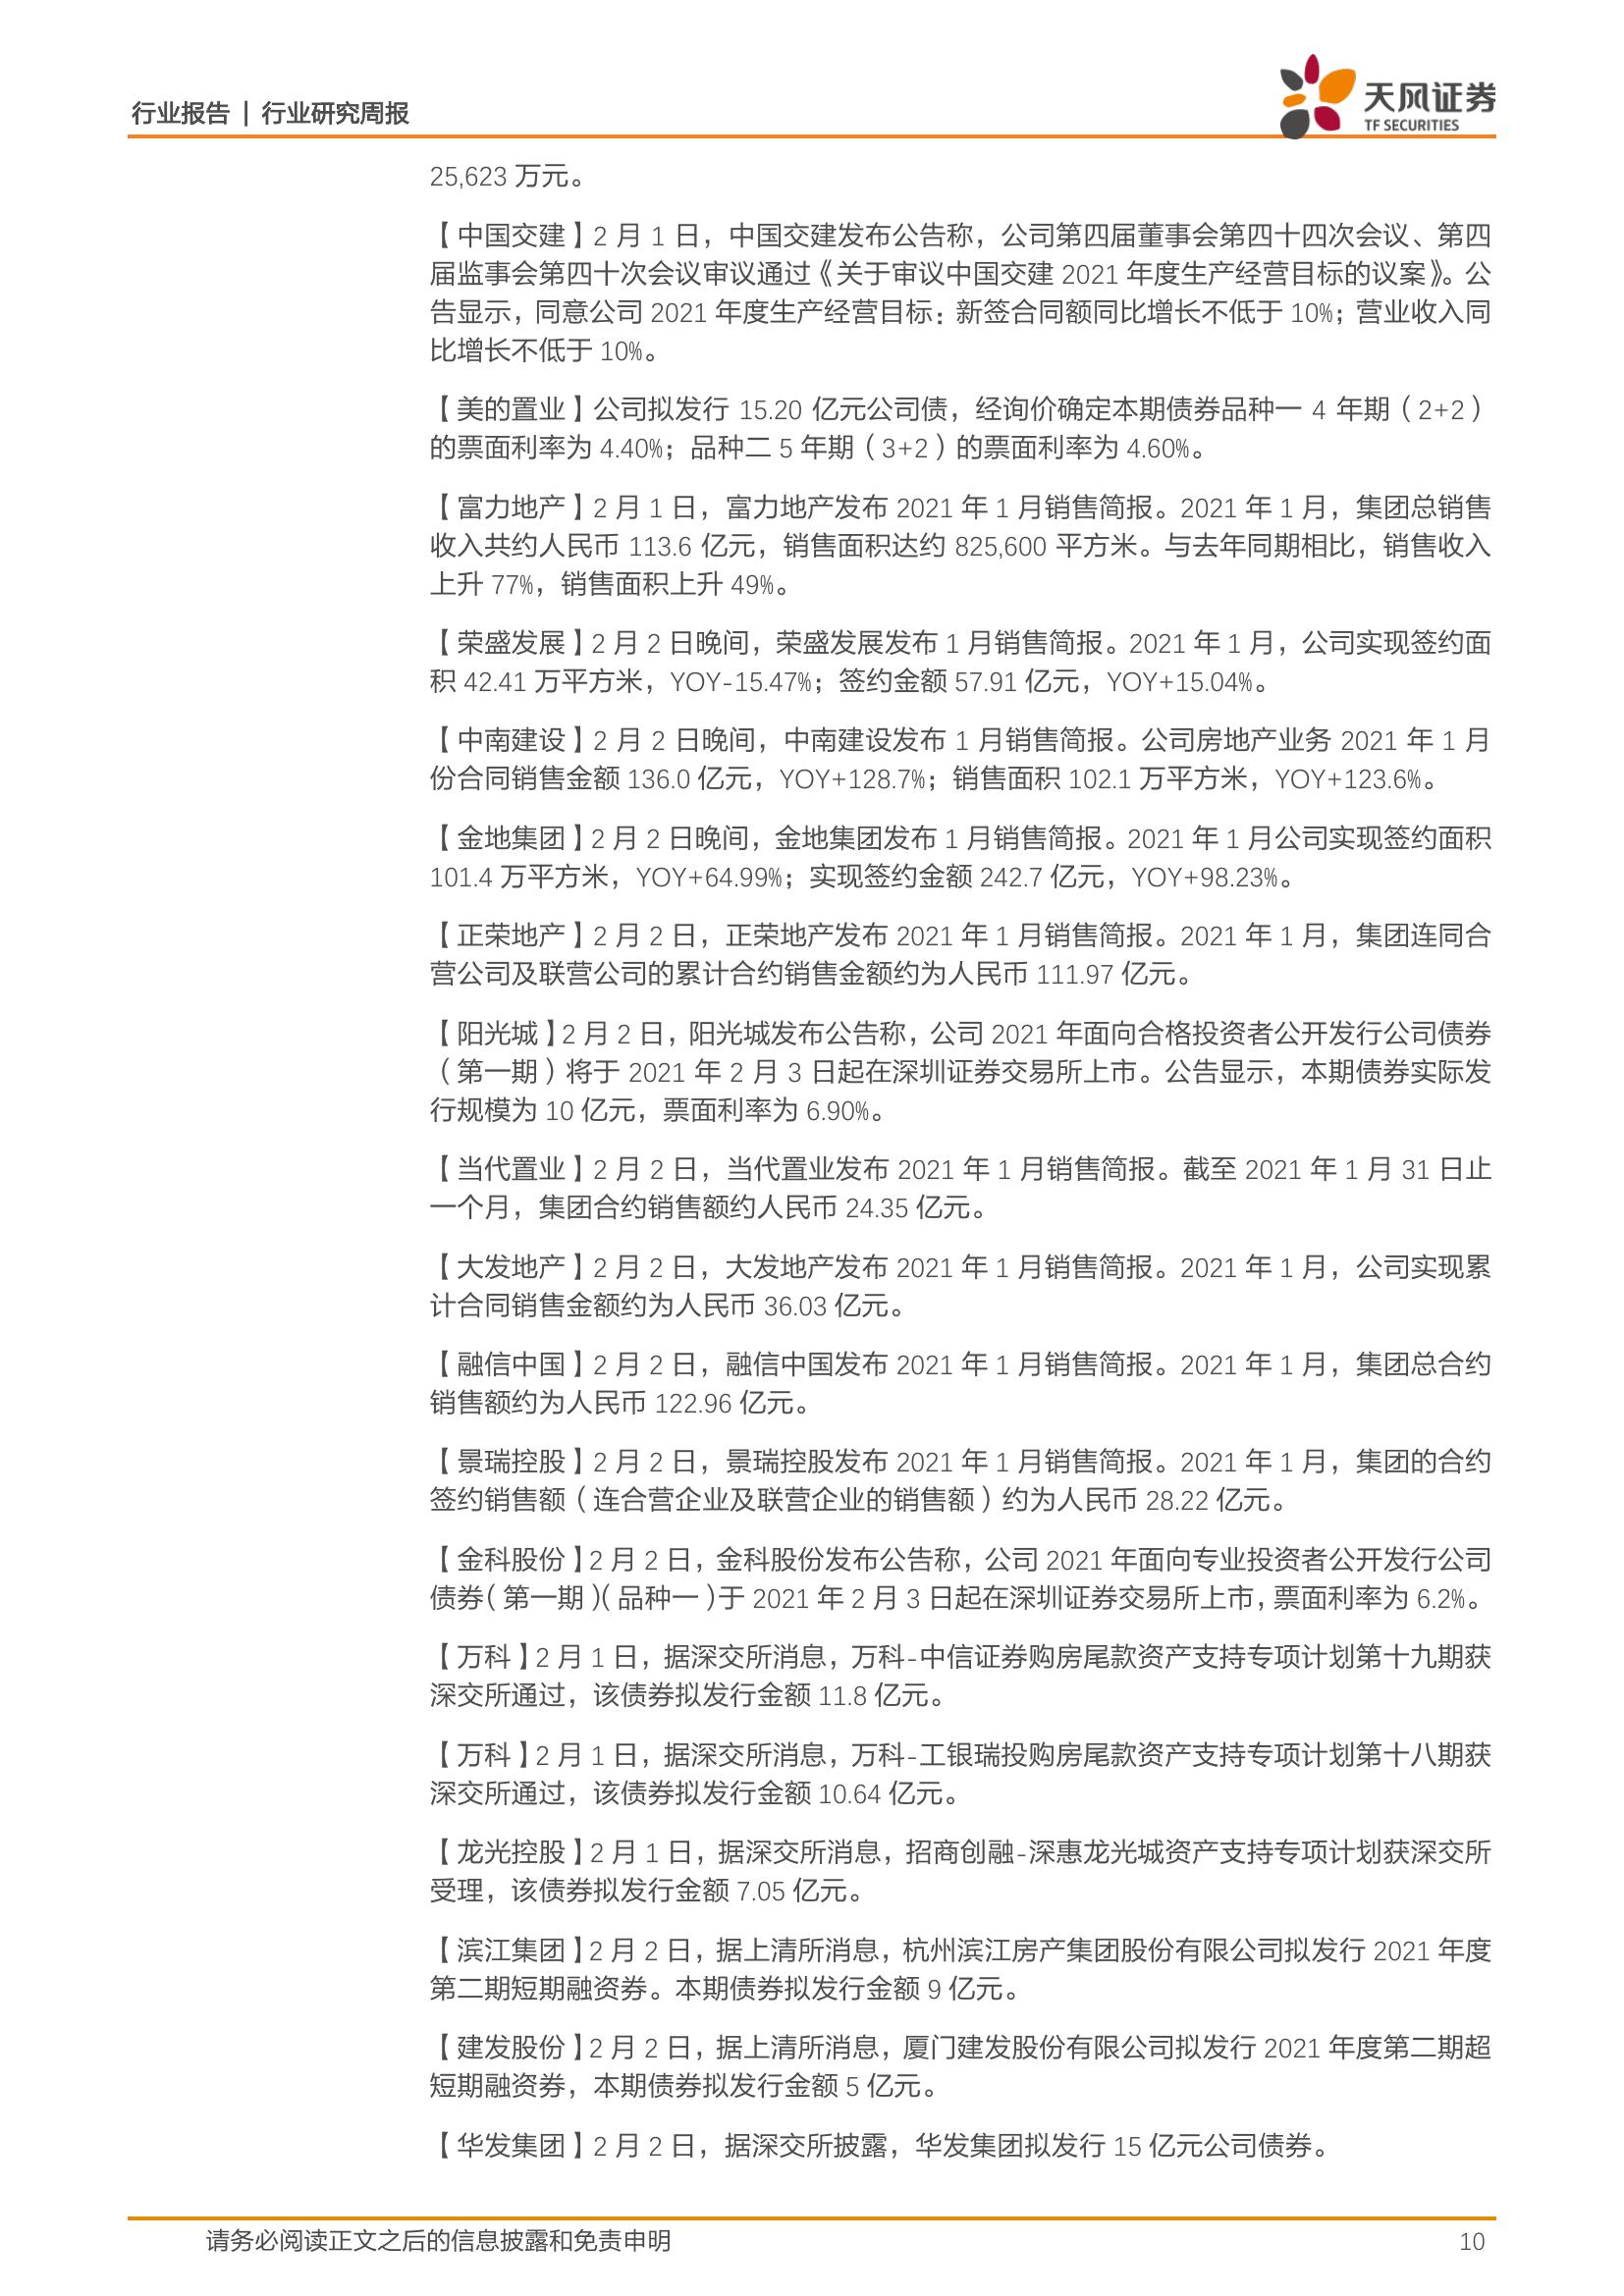 行业报告 | 行业研究周报
天风证券
TF SECURITIES
25,623 万元。
【中国交建】2 月 1 日，中国交建发布公告称，公司第四届董事会第四十四次会议、第四
届监事会第四十次会议审议通过《关于审议中国交建 2021 年度生产经营目标的议案》。公
告显示，同意公司 2021 年度生产经营目标：新签合同额同比增长不低于 10%；营业收入同
比增长不低于 10%。
【美的置业】公司拟发行 15.20 亿元公司债，经询价确定本期债券品种一 4 年期（2+2）
的票面利率为 4.40%；品种二 5 年期（3+2）的票面利率为 4.60%。
【富力地产】2 月 1 日，富力地产发布 2021 年 1 月销售简报。2021 年 1 月，集团总销售
收入共约人民币 113.6 亿元，销售面积达约 825,600 平方米。与去年同期相比，销售收入
上升 77%，销售面积上升 49%。
【荣盛发展】2 月 2 日晚间，荣盛发展发布 1 月销售简报。2021 年 1 月，公司实现签约面
积 42.41 万平方米，YOY-15.47%；签约金额 57.91 亿元，YOY+15.04%。
【中南建设】2 月 2 日晚间，中南建设发布 1 月销售简报。公司房地产业务 2021 年 1 月
份合同销售金额 136.0 亿元，YOY+128.7%；销售面积 102.1 万平方米，YOY+123.6%。
【金地集团】2 月 2 日晚间，金地集团发布 1 月销售简报。2021 年 1 月公司实现签约面积
101.4 万平方米，YOY+64.99%；实现签约金额 242.7 亿元，YOY+98.23%。
【正荣地产】2 月 2 日，正荣地产发布 2021 年 1 月销售简报。2021 年 1 月，集团连同合
营公司及联营公司的累计合约销售金额约为人民币 111.97 亿元。
【阳光城】2 月 2 日，阳光城发布公告称，公司 2021 年面向合格投资者公开发行公司债券
（第一期）将于 2021 年 2 月 3 日起在深圳证券交易所上市。公告显示，本期债券实际发
行规模为 10 亿元，票面利率为 6.90%。
【当代置业】2 月 2 日，当代置业发布 2021 年 1 月销售简报。截至 2021 年 1 月 31 日止
一个月，集团合约销售额约人民币 24.35 亿元。
【大发地产】2 月 2 日，大发地产发布 2021 年 1 月销售简报。2021 年 1 月，公司实现累
计合同销售金额约为人民币 36.03 亿元。
【融信中国】2 月 2 日，融信中国发布 2021 年 1 月销售简报。2021 年 1 月，集团总合约
销售额约为人民币 122.96 亿元。
【景瑞控股】2 月 2 日，景瑞控股发布 2021 年 1 月销售简报。2021 年 1 月，集团的合约
签约销售额（连合营企业及联营企业的销售额）约为人民币 28.22 亿元。
【金科股份】2 月 2 日，金科股份发布公告称，公司 2021 年面向专业投资者公开发行公司
债券（第一期）（品种一）于 2021 年 2 月 3 日起在深圳证券交易所上市，票面利率为 6.2%。
【万科】2 月 1 日，据深交所消息，万科-中信证券购房尾款资产支持专项计划第十九期获
深交所通过，该债券拟发行金额 11.8 亿元。
【万科】2 月 1 日，据深交所消息，万科-工银瑞投购房尾款资产支持专项计划第十八期获
深交所通过，该债券拟发行金额 10.64 亿元。
【龙光控股】2 月 1 日，据深交所消息，招商创融-深惠龙光城资产支持专项计划获深交所
受理，该债券拟发行金额 7.05 亿元。
【滨江集团】2 月 2 日，据上清所消息，杭州滨江房产集团股份有限公司拟发行 2021 年度
第二期短期融资券。本期债券拟发行金额 9 亿元。
【建发股份】2 月 2 日，据上清所消息，厦门建发股份有限公司拟发行 2021 年度第二期超
短期融资券，本期债券拟发行金额 5 亿元。
【华发集团】2 月 2 日，据深交所披露，华发集团拟发行 15 亿元公司债券。
请务必阅读正文之后的信息披露和免责申明
10